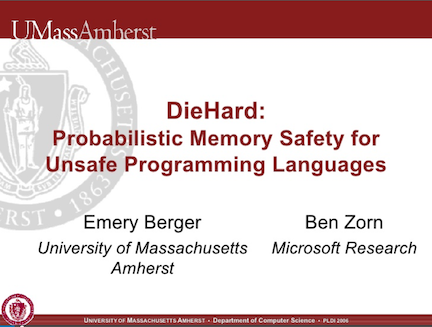 UMassAmherst
DieHard:
Probabilistic Memory Safety for
Unsafe Programming Languages
Emery Berger
Ben Zorn
University of Massachusetts
Amherst
Microsoft Research
UNIVERSITY OF MASSACHUSETTS AMHERST • Department of Computer Science • PLDI 2006